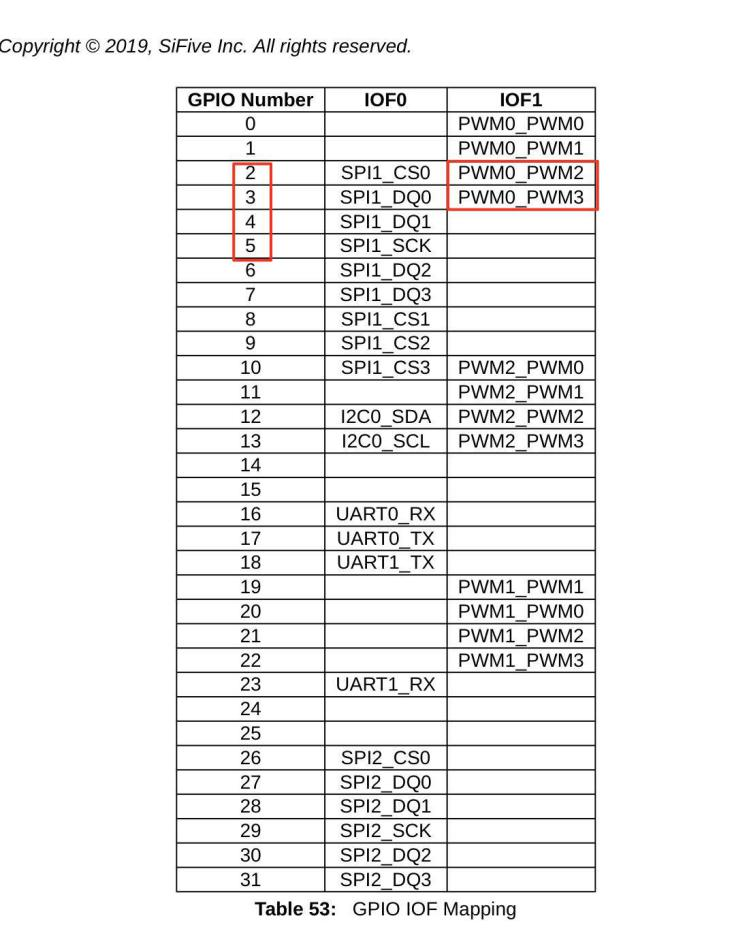 Copyright © 2019, SiFive Inc. All rights reserved.
GPIO Number IOF0 IOF1
0 PWM0_PWM0
1 PWM0_PWM1
2 SPI1_CS0 PWM0_PWM2
3 SPI1_DQ0 PWM0_PWM3
4 SPI1_DQ1
5 SPI1_SCK
6 SPI1_DQ2
7 SPI1_DQ3
8 SPI1_CS1
9 SPI1_CS2
10 SPI1_CS3 PWM2_PWM0
11 PWM2_PWM1
12 I2C0_SDA PWM2_PWM2
13 I2C0_SCL PWM2_PWM3
14
15
16 UART0_RX
17 UART0_TX
18 UART1_TX
19 PWM1_PWM1
20 PWM1_PWM0
21 PWM1_PWM2
22 PWM1_PWM3
23 UART1_RX
24
25
26 SPI2_CS0
27 SPI2_DQ0
28 SPI2_DQ1
29 SPI2_SCK
30 SPI2_DQ2
31 SPI2_DQ3
Table 53: GPIO IOF Mapping